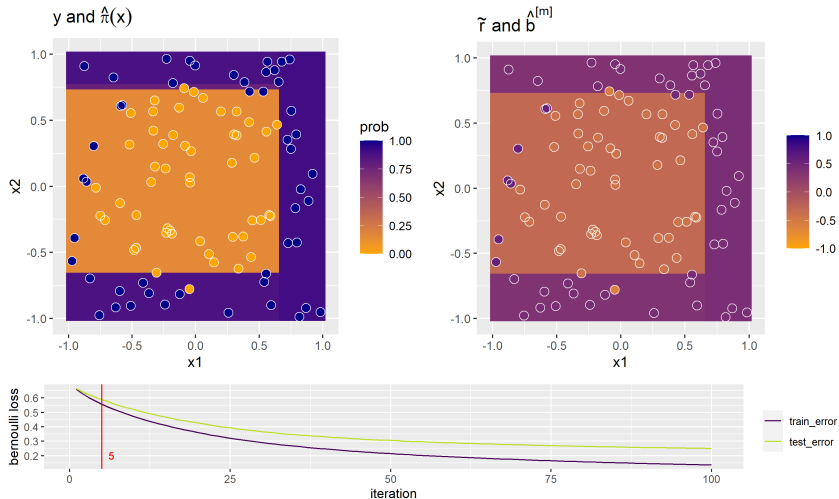 y and π̂(x)
1.0
0.5
0.0
-0.5
-1.0
x2
-1.0 -0.5 0.0 0.5 1.0
x1
prob
1.00
0.75
0.50
0.25
0.00
r̃ and b̂[m]
1.0
0.5
0.0
-0.5
-1.0
x2
-1.0 -0.5 0.0 0.5 1.0
x1
1.0
0.5
0.0
-0.5
-1.0
bernoulli loss
0.6
0.5
0.4
0.3
0.2
5
0 25 50 75 100
iteration
train_error
test_error